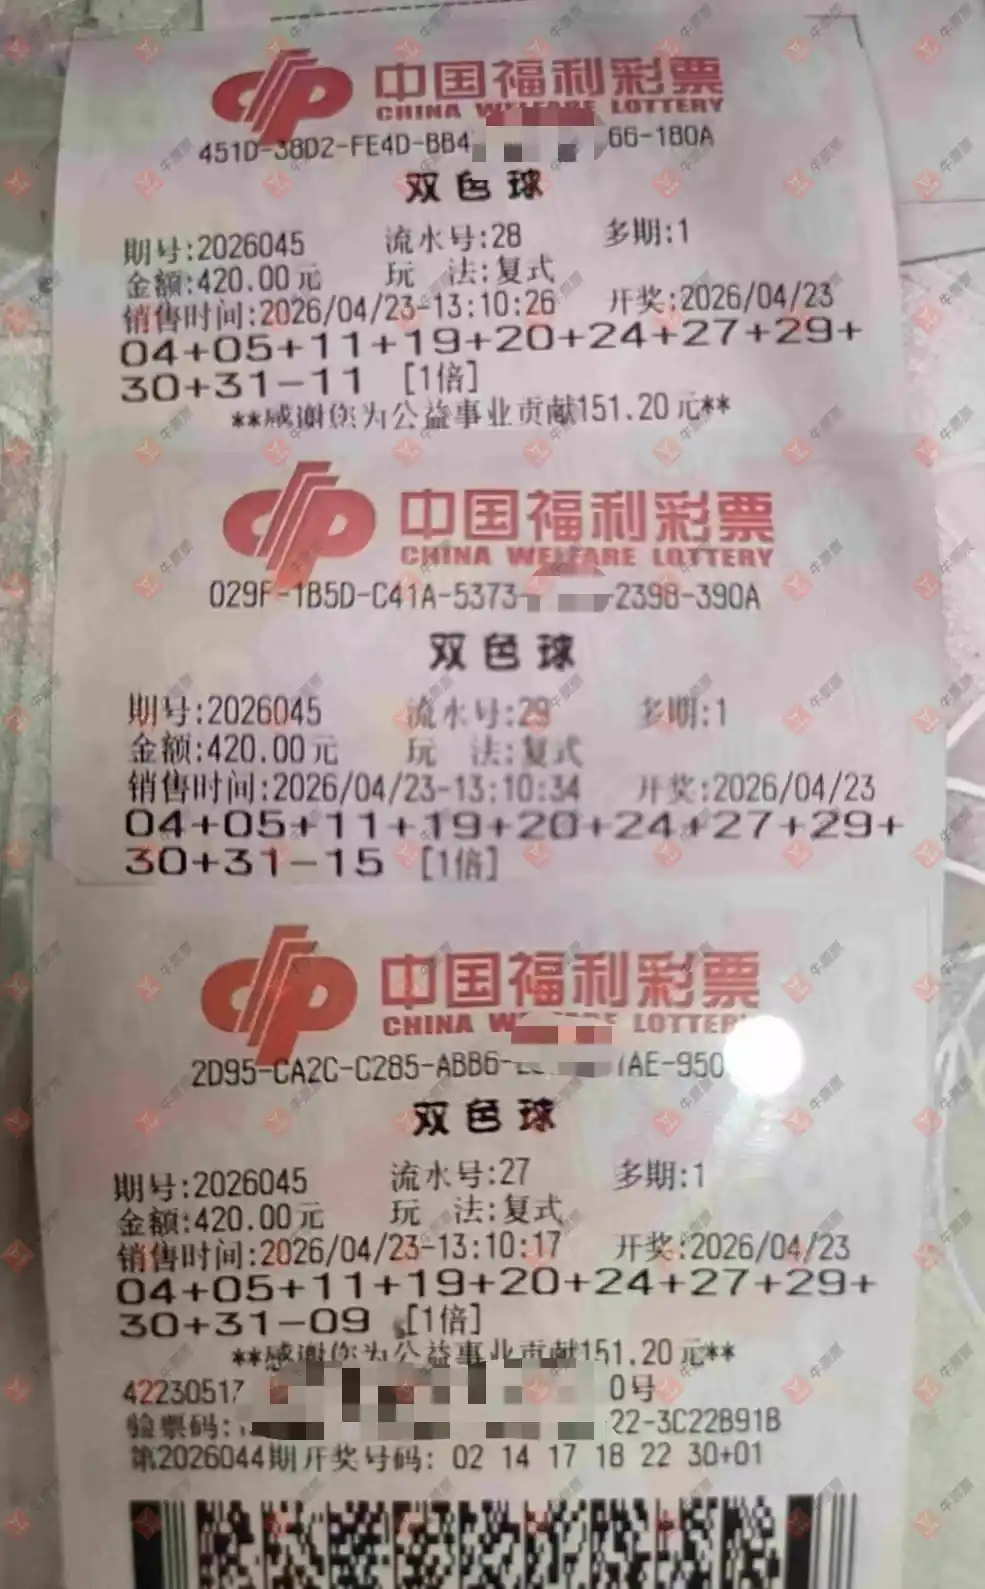 中国福利彩票
CHINA WELFARE LOTTERY
451D-38D2-FE4D-BB4 66-180A
双色球
期号:2026045 流水号:28 多期:1
金额:420.00元 玩 法:复式
销售时间:2026/04/23-13:10:26 开奖:2026/04/23
04+05+11+19+20+24+27+29+
30+31-11 [1倍]
**感谢您为公益事业贡献151.20元**
中国福利彩票
CHINA WELFARE LOTTERY
029F-1B5D-C41A-5373- -2398-390A
双色球
期号:2026045 流水号:29 多期:1
金额:420.00元 玩 法:复式
销售时间:2026/04/23-13:10:34 开奖:2026/04/23
04+05+11+19+20+24+27+29+
30+31-15 [1倍]
中国福利彩票
CHINA WELFARE LOTTERY
2D95-CA2C-C285-ABB6- AE-950
双色球
期号:2026045 流水号:27 多期:1
金额:420.00元 玩 法:复式
销售时间:2026/04/23-13:10:17 开奖:2026/04/23
04+05+11+19+20+24+27+29+
30+31-09 [1倍]
**感谢您为公益事业贡献151.20元**
42230517 0号
验票码: 22-3C22B91B
第2026044期开奖号码: 02 14 17 18 22 30+01